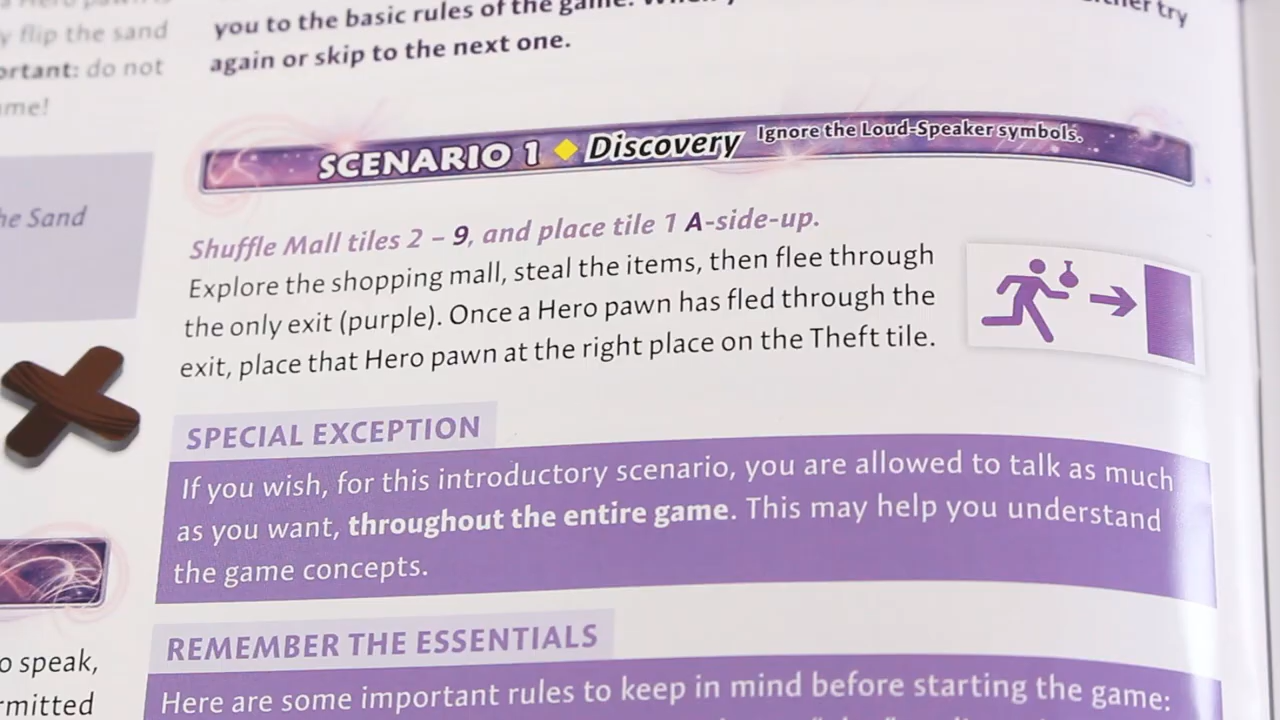 a Hero pawn is
y flip the sand
ortant: do not
me!
he Sand
o speak,
rmitted
you to the basic rules of the game.
try
again or skip to the next one.
SCENARIO 1 Discovery Ignore the Loud-Speaker symbols.
Shuffle Mall tiles 2 – 9, and place tile 1 A-side-up.
Explore the shopping mall, steal the items, then flee through
the only exit (purple). Once a Hero pawn has fled through the
exit, place that Hero pawn at the right place on the Theft tile.
SPECIAL EXCEPTION
If you wish, for this introductory scenario, you are allowed to talk as much
as you want, throughout the entire game. This may help you understand
the game concepts.
REMEMBER THE ESSENTIALS
Here are some important rules to keep in mind before starting the game: